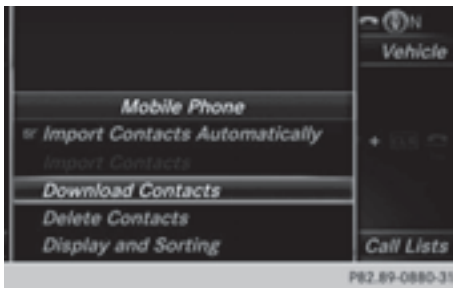 N
Vehicle
Mobile Phone
Import Contacts Automatically
Import Contacts
Download Contacts
Delete Contacts
Display and Sorting
Call Lists
P82.89-0880-31